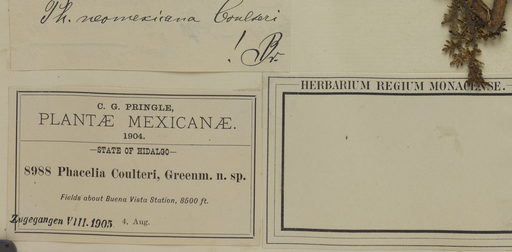 Ph. neomexicana Coulteri
! Br.
HERBARIUM REGIUM MONACENSE.
C. G. PRINGLE,
PLANTÆ MEXICANÆ.
1904.
—STATE OF HIDALGO—
8988 Phacelia Coulteri, Greenm. n. sp.
Fields about Buena Vista Station, 8500 ft.
Zugegangen VIII. 1905 4, Aug.